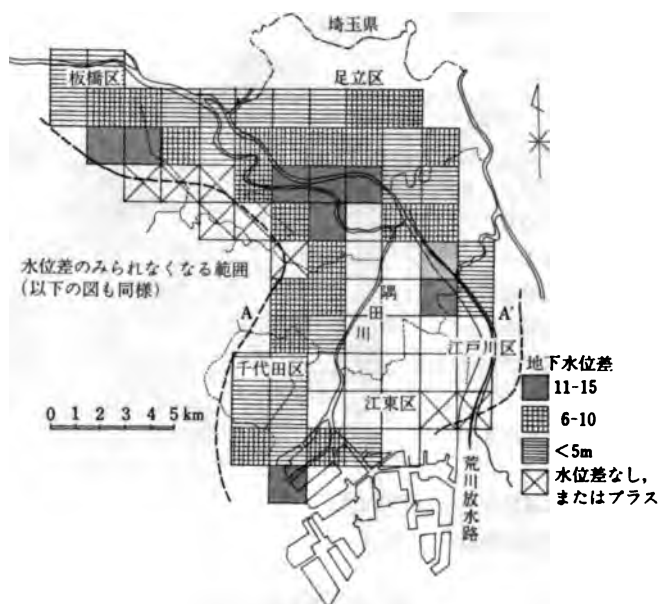 埼玉県
板橋区
足立区
水位差のみられなくなる範囲
(以下の図も同様)
A
A'
隅田川
江戸川区
千代田区
江東区
0 1 2 3 4 5 km
荒川放水路
地下水位差
11-15
6-10
<5m
水位差なし,
またはプラス